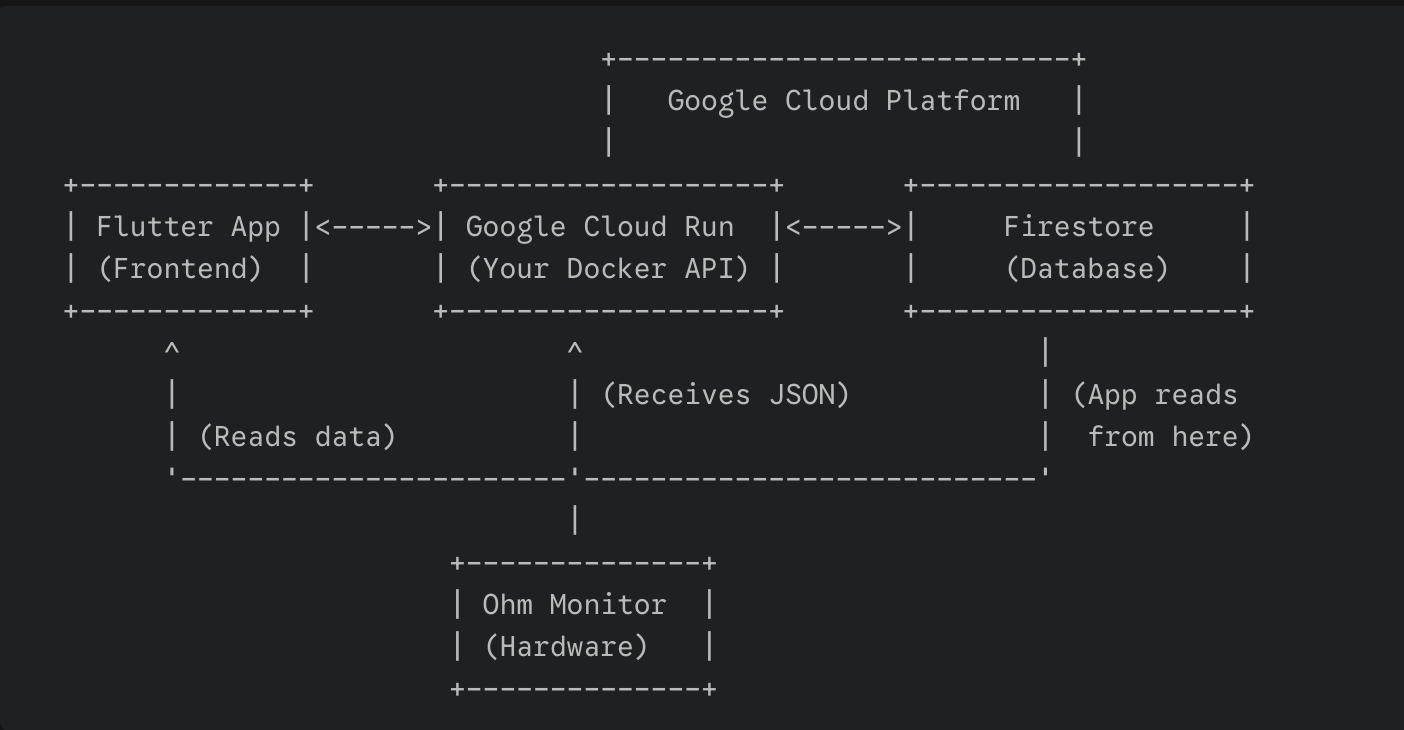 +---------------------------+
|   Google Cloud Platform   |
|                           |
+-------------+       +------------------+       +------------------+
| Flutter App |<----->| Google Cloud Run |<----->|     Firestore    |
| (Frontend)  |       | (Your Docker API) |       |     (Database)   |
+-------------+       +------------------+       +------------------+
^                       ^                           |
|                       | (Receives JSON)           | (App reads
| (Reads data)          |                           |  from here)
'-----------------------'---------------------------'
|
+--------------+
| Ohm Monitor  |
| (Hardware)   |
+--------------+